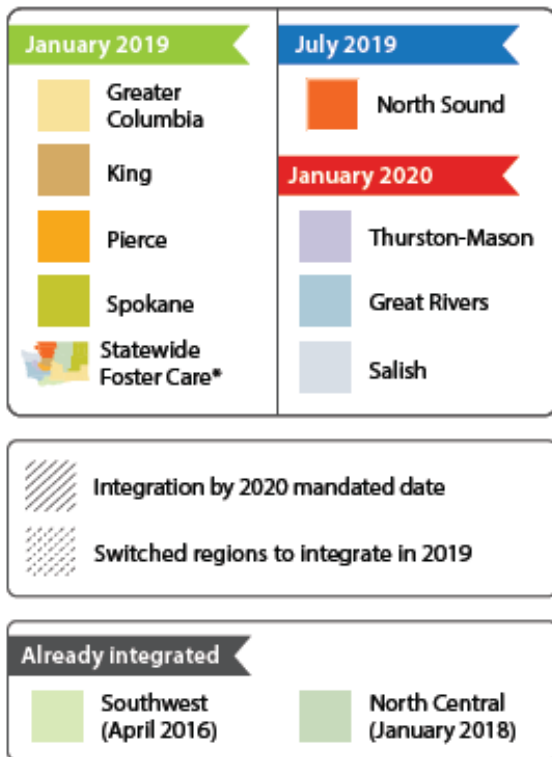 January 2019
Greater
Columbia
King
Pierce
Spokane
Statewide
Foster Care*
July 2019
North Sound
January 2020
Thurston-Mason
Great Rivers
Salish
Integration by 2020 mandated date
Switched regions to integrate in 2019
Already integrated
Southwest
(April 2016)
North Central
(January 2018)